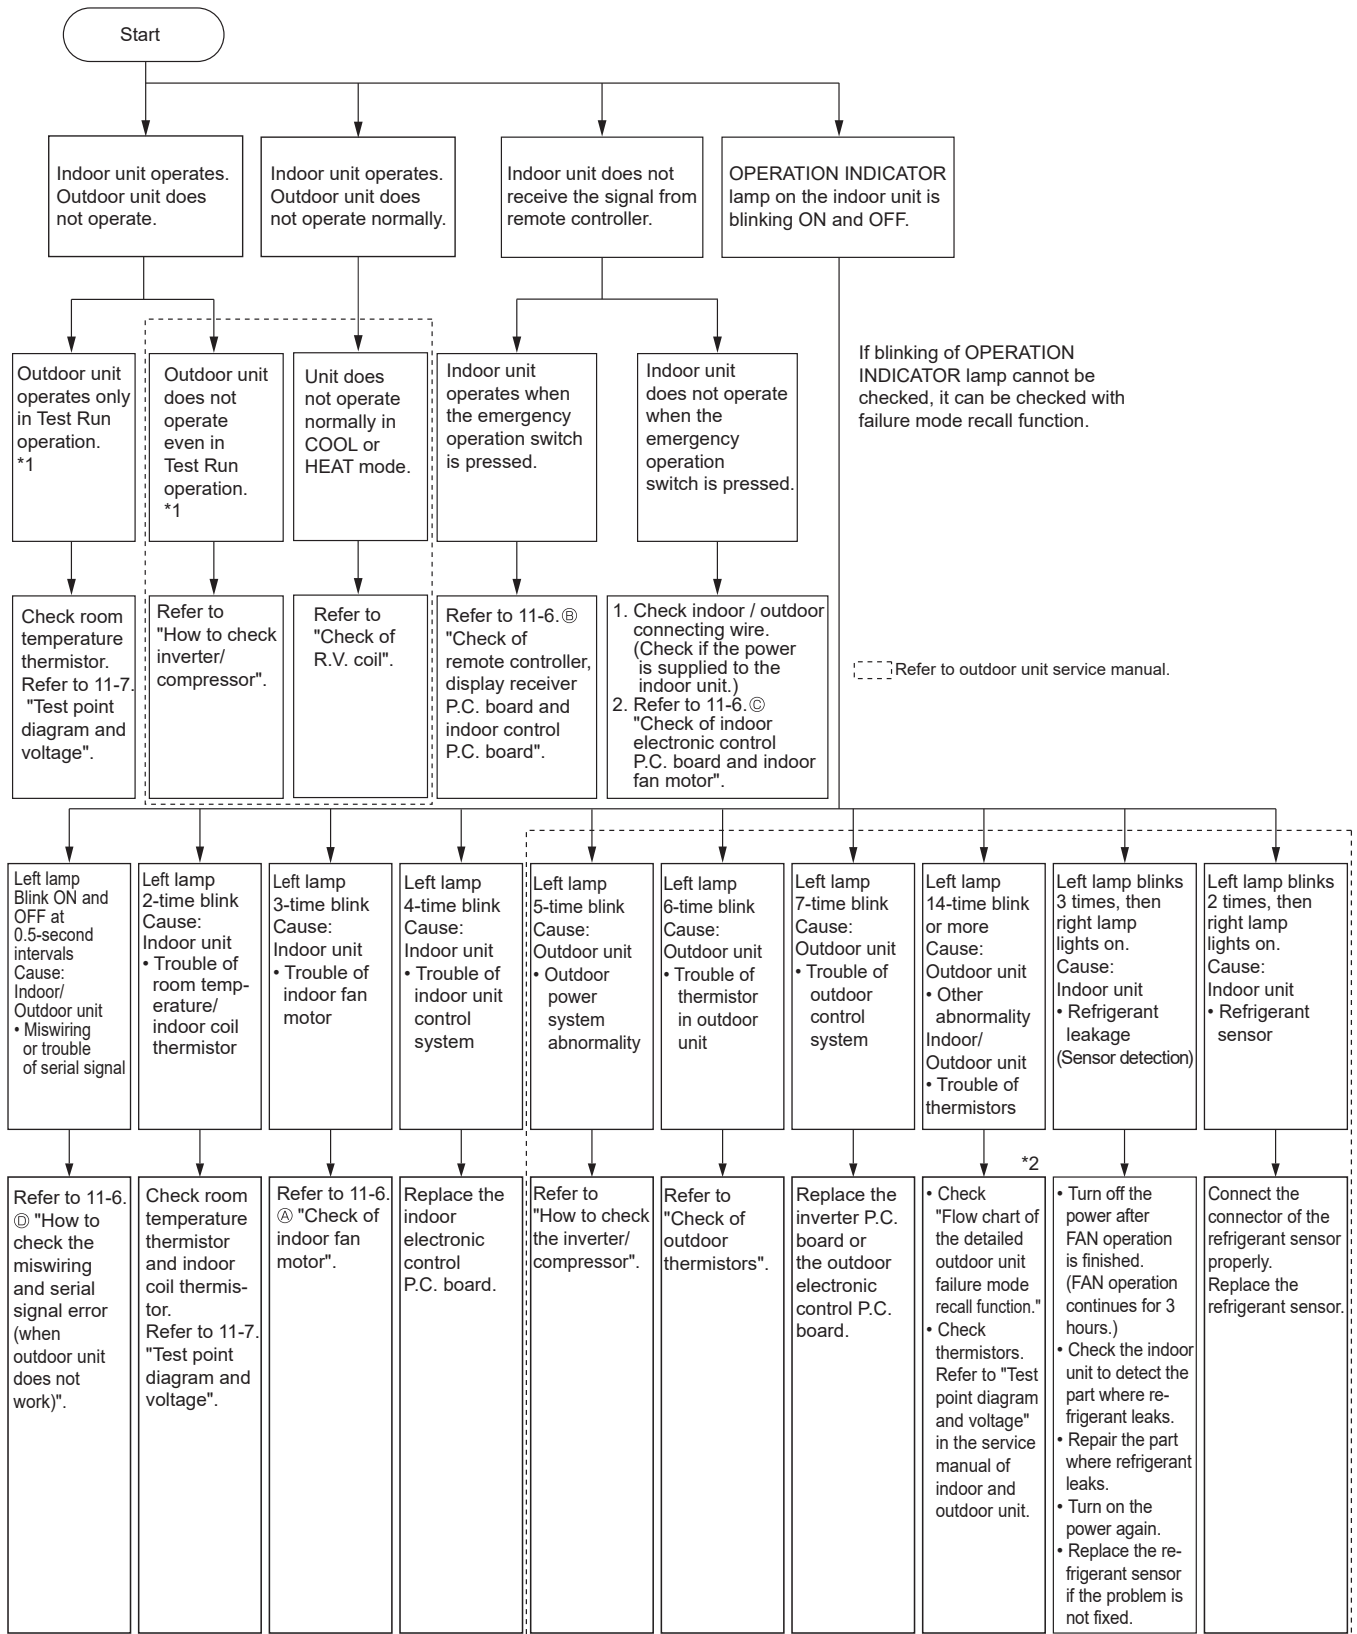 Start
Indoor unit operates.
Outdoor unit does
not operate.
Indoor unit operates.
Outdoor unit does
not operate normally.
Indoor unit does not
receive the signal from
remote controller.
OPERATION INDICATOR
lamp on the indoor unit is
blinking ON and OFF.
Outdoor unit
operates only
in Test Run
operation.
*1
Outdoor unit
does not
operate
even in
Test Run
operation.
*1
Unit does
not operate
normally in
COOL or
HEAT mode.
Indoor unit
operates when
the emergency
operation switch
is pressed.
Indoor unit
does not operate
when the
emergency
operation
switch is pressed.
If blinking of OPERATION
INDICATOR lamp cannot be
checked, it can be checked with
failure mode recall function.
Check room
temperature
thermistor.
Refer to 11-7.
"Test point
diagram and
voltage".
Refer to
"How to check
inverter/
compressor".
Refer to
"Check of
R.V. coil".
Refer to 11-6.Ⓑ
"Check of
remote controller,
display receiver
P.C. board and
indoor control
P.C. board".
1. Check indoor / outdoor
connecting wire.
(Check if the power
is supplied to the
indoor unit.)
2. Refer to 11-6.Ⓒ
"Check of indoor
electronic control
P.C. board and indoor
fan motor".
Refer to outdoor unit service manual.
Left lamp
Blink ON and
OFF at
0.5-second
intervals
Cause:
Indoor/
Outdoor unit
• Miswiring
or trouble
of serial signal
Left lamp
2-time blink
Cause:
Indoor unit
• Trouble of
room temp-
erature/
indoor coil
thermistor
Left lamp
3-time blink
Cause:
Indoor unit
• Trouble of
indoor fan
motor
Left lamp
4-time blink
Cause:
Indoor unit
• Trouble of
indoor unit
control
system
Left lamp
5-time blink
Cause:
Outdoor unit
• Outdoor
power
system
abnormality
Left lamp
6-time blink
Cause:
Outdoor unit
• Trouble of
thermistor
in outdoor
unit
Left lamp
7-time blink
Cause:
Outdoor unit
• Trouble of
outdoor
control
system
Left lamp
14-time blink
or more
Cause:
Outdoor unit
• Other
abnormality
Indoor/
Outdoor unit
• Trouble of
thermistors
Left lamp blinks
3 times, then
right lamp
lights on.
Cause:
Indoor unit
• Refrigerant
leakage
(Sensor detection)
Left lamp blinks
2 times, then
right lamp
lights on.
Cause:
Indoor unit
• Refrigerant
sensor
Refer to 11-6.
Ⓓ "How to
check the
miswiring
and serial
signal error
(when
outdoor unit
does not
work)".
Check room
temperature
thermistor
and indoor
coil thermis-
tor.
Refer to 11-7.
"Test point
diagram and
voltage".
Refer to 11-6.
Ⓐ "Check of
indoor fan
motor".
Replace the
indoor
electronic
control
P.C. board.
Refer to
"How to check
the inverter/
compressor".
Refer to
"Check of
outdoor
thermistors".
Replace the
inverter P.C.
board or
the outdoor
electronic
control P.C.
board.
*2
• Check
"Flow chart of
the detailed
outdoor unit
failure mode
recall function."
• Check
thermistors.
Refer to "Test
point diagram
and voltage"
in the service
manual of
indoor and
outdoor unit.
• Turn off the
power after
FAN operation
is finished.
(FAN operation
continues for 3
hours.)
• Check the indoor
unit to detect the
part where re-
frigerant leaks.
• Repair the part
where refrigerant
leaks.
• Turn on the
power again.
• Replace the re-
frigerant sensor
if the problem is
not fixed.
Connect the
connector of the
refrigerant sensor
properly.
Replace the
refrigerant sensor.